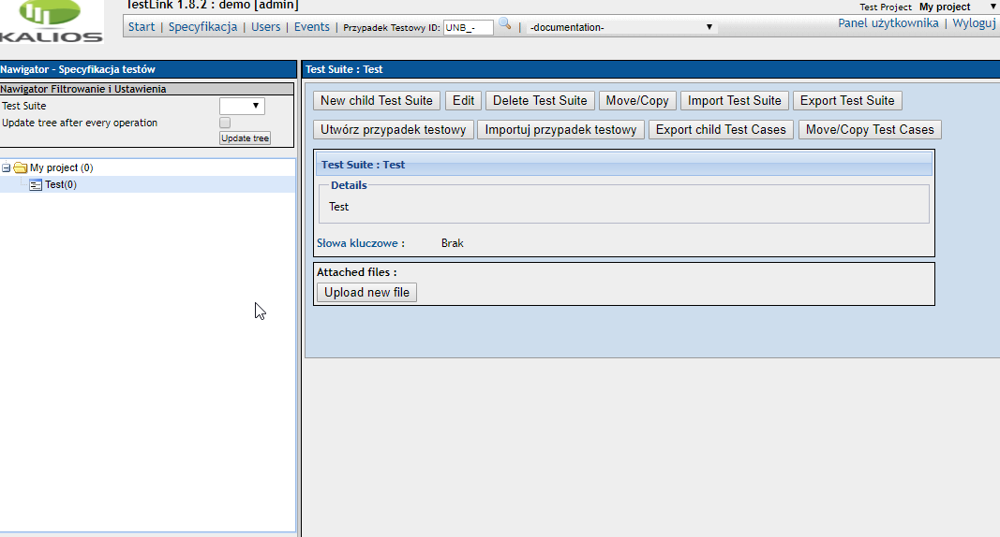 TestLink 1.8.2 : demo [admin]
Test Project My project
KALIOS
Start | Specyfikacja | Users | Events | Przypadek Testowy ID: UNB_- | -documentation-
Panel użytkownika | Wyloguj
Nawigator - Specyfikacja testów
Nawigator Filtrowanie i Ustawienia
Test Suite
Update tree after every operation
Update tree
My project (0)
Test(0)
Test Suite : Test
New child Test Suite Edit Delete Test Suite Move/Copy Import Test Suite Export Test Suite
Utwórz przypadek testowy Importuj przypadek testowy Export child Test Cases Move/Copy Test Cases
Test Suite : Test
Details
Test
Słowa kluczowe : Brak
Attached files :
Upload new file